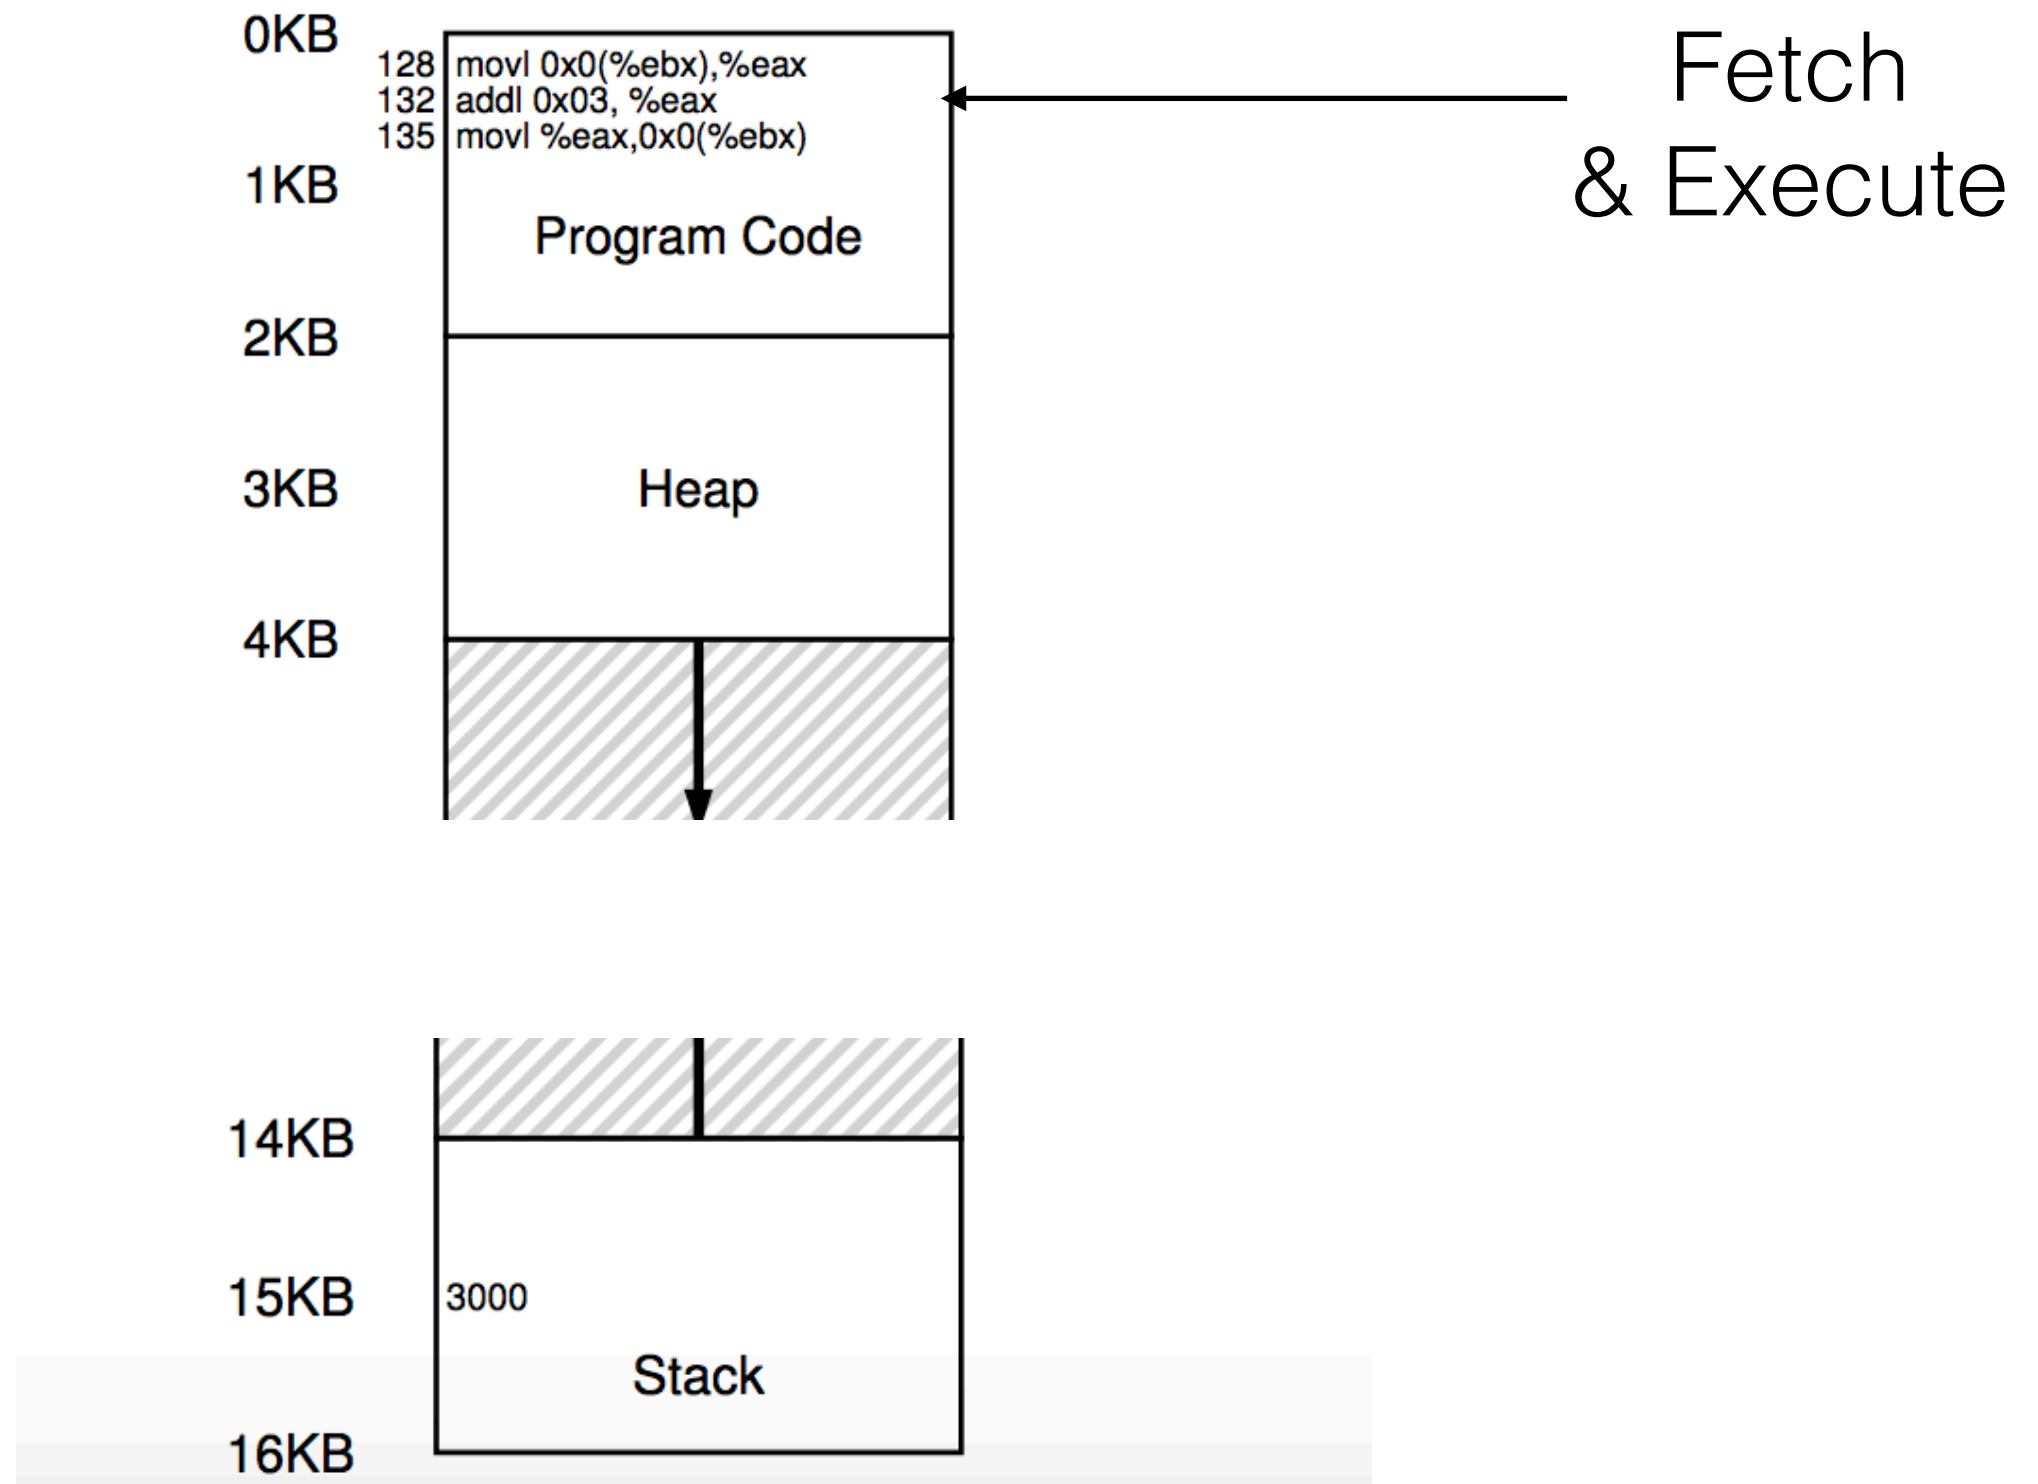 0KB
128 movl 0x0(%ebx),%eax
132 addl 0x03, %eax
135 movl %eax,0x0(%ebx)
Fetch
& Execute
1KB
Program Code
2KB
3KB
Heap
4KB
14KB
15KB
3000
Stack
16KB